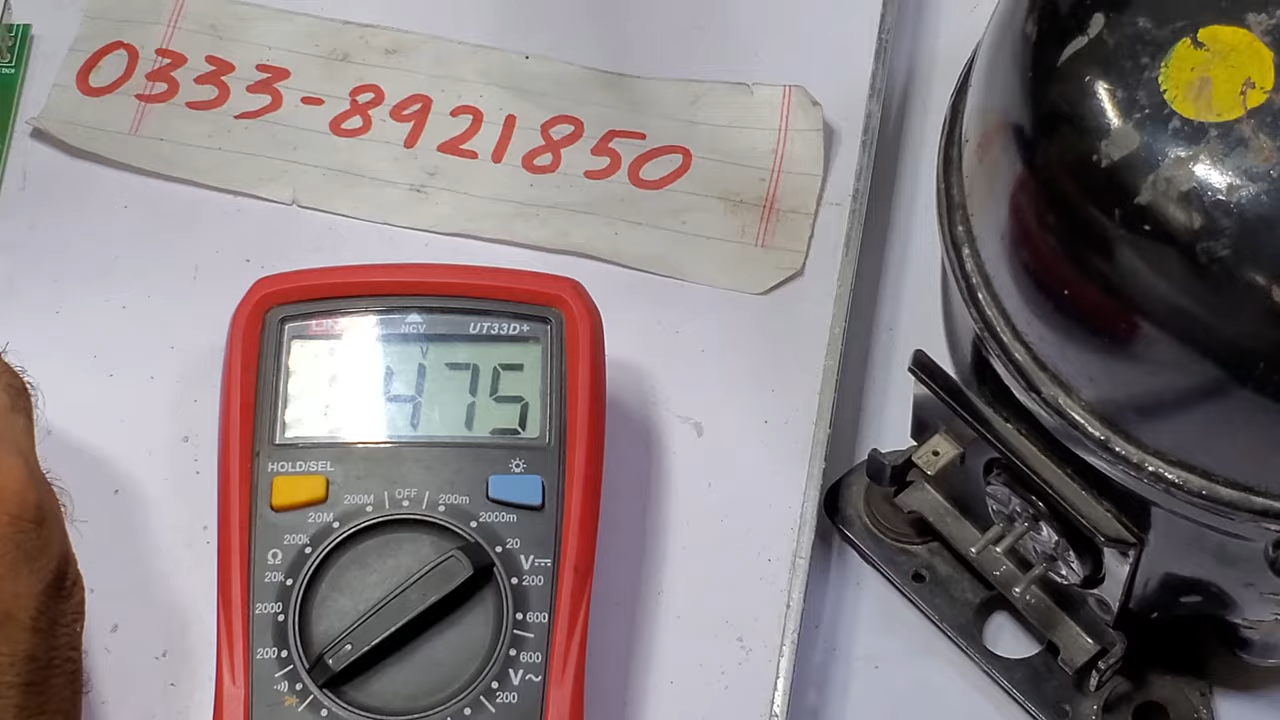 0333-8921850
NCV
UT33D+
V
475
HOLD/SEL
200M
OFF
200m
20M
2000m
200k
20
Ω
V⎓
20k
200
2000
600
200
600
V~
200